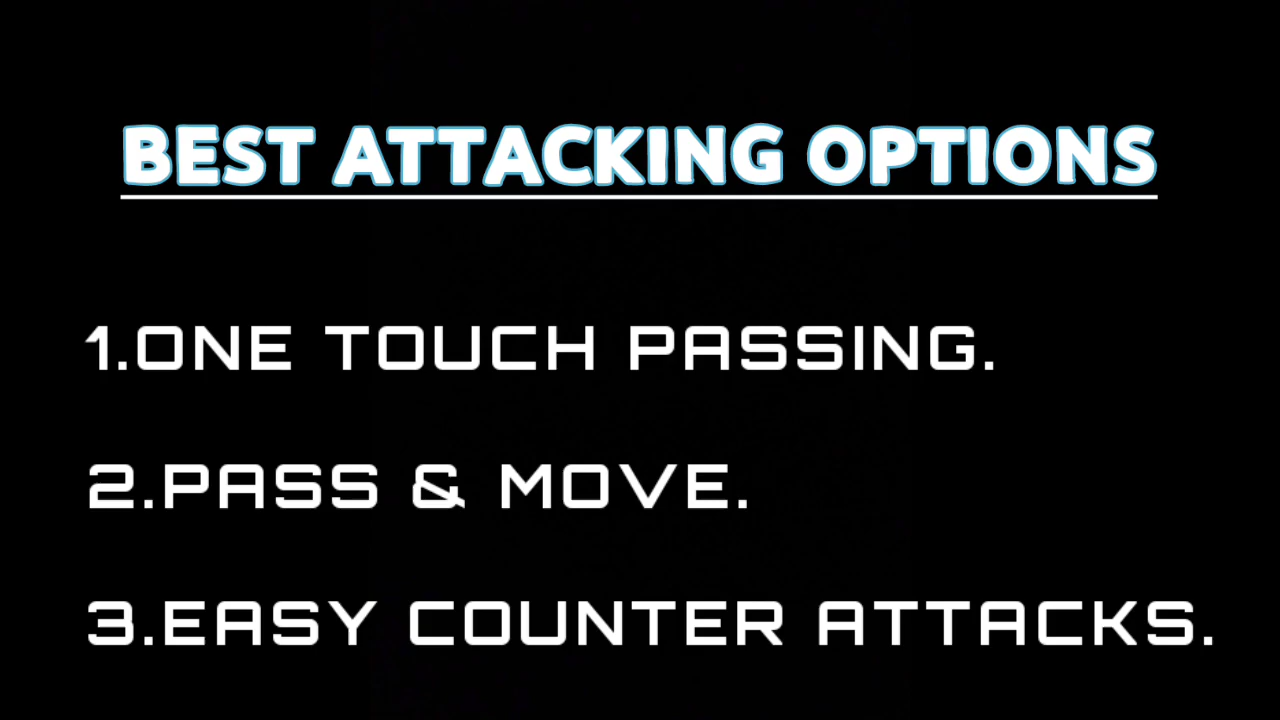 BEST ATTACKING OPTIONS
1.ONE TOUCH PASSING.
2.PASS & MOVE.
3.EASY COUNTER ATTACKS.